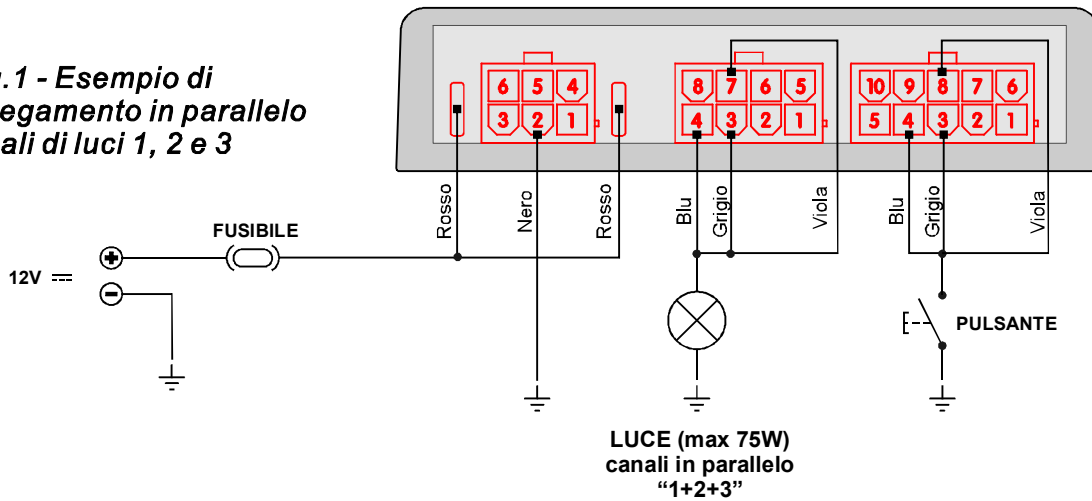 .1 - Esempio di
egamento in parallelo
ali di luci 1, 2 e 3
6 5 4
3 2 1
8 7 6 5
4 3 2 1
10 9 8 7 6
5 4 3 2 1
Rosso
Nero
Rosso
Blu
Grigio
Viola
Blu
Grigio
Viola
FUSIBILE
12V
PULSANTE
LUCE (max 75W)
canali in parallelo
“1+2+3”